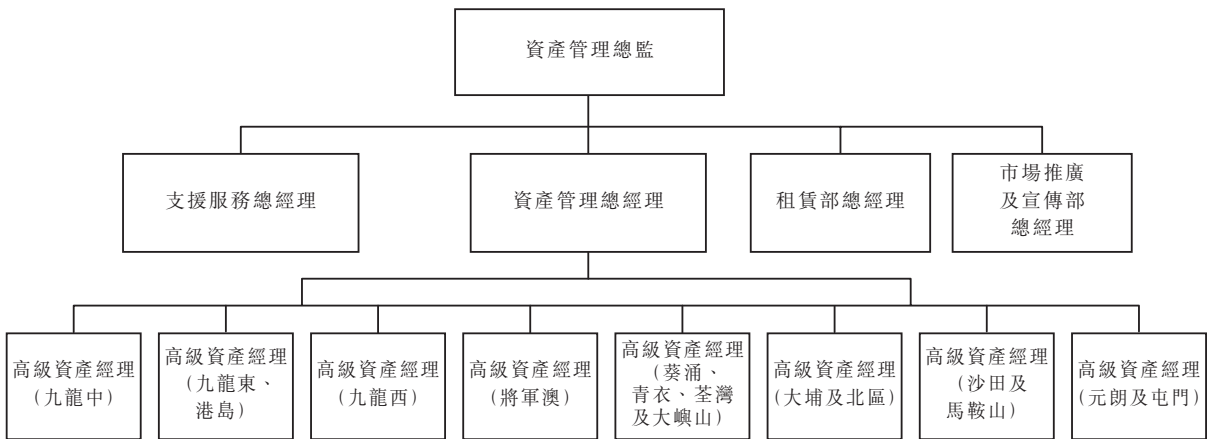 資產管理總監
支援服務總經理
資產管理總經理
租賃部總經理
市場推廣
及宣傳部
總經理
高級資產經理
(九龍中)
高級資產經理
(九龍東、
港島)
高級資產經理
(九龍西)
高級資產經理
(將軍澳)
高級資產經理
(葵涌、
青衣、荃灣
及大嶼山)
高級資產經理
(大埔及北區)
高級資產經理
(沙田及
馬鞍山)
高級資產經理
(元朗及屯門)